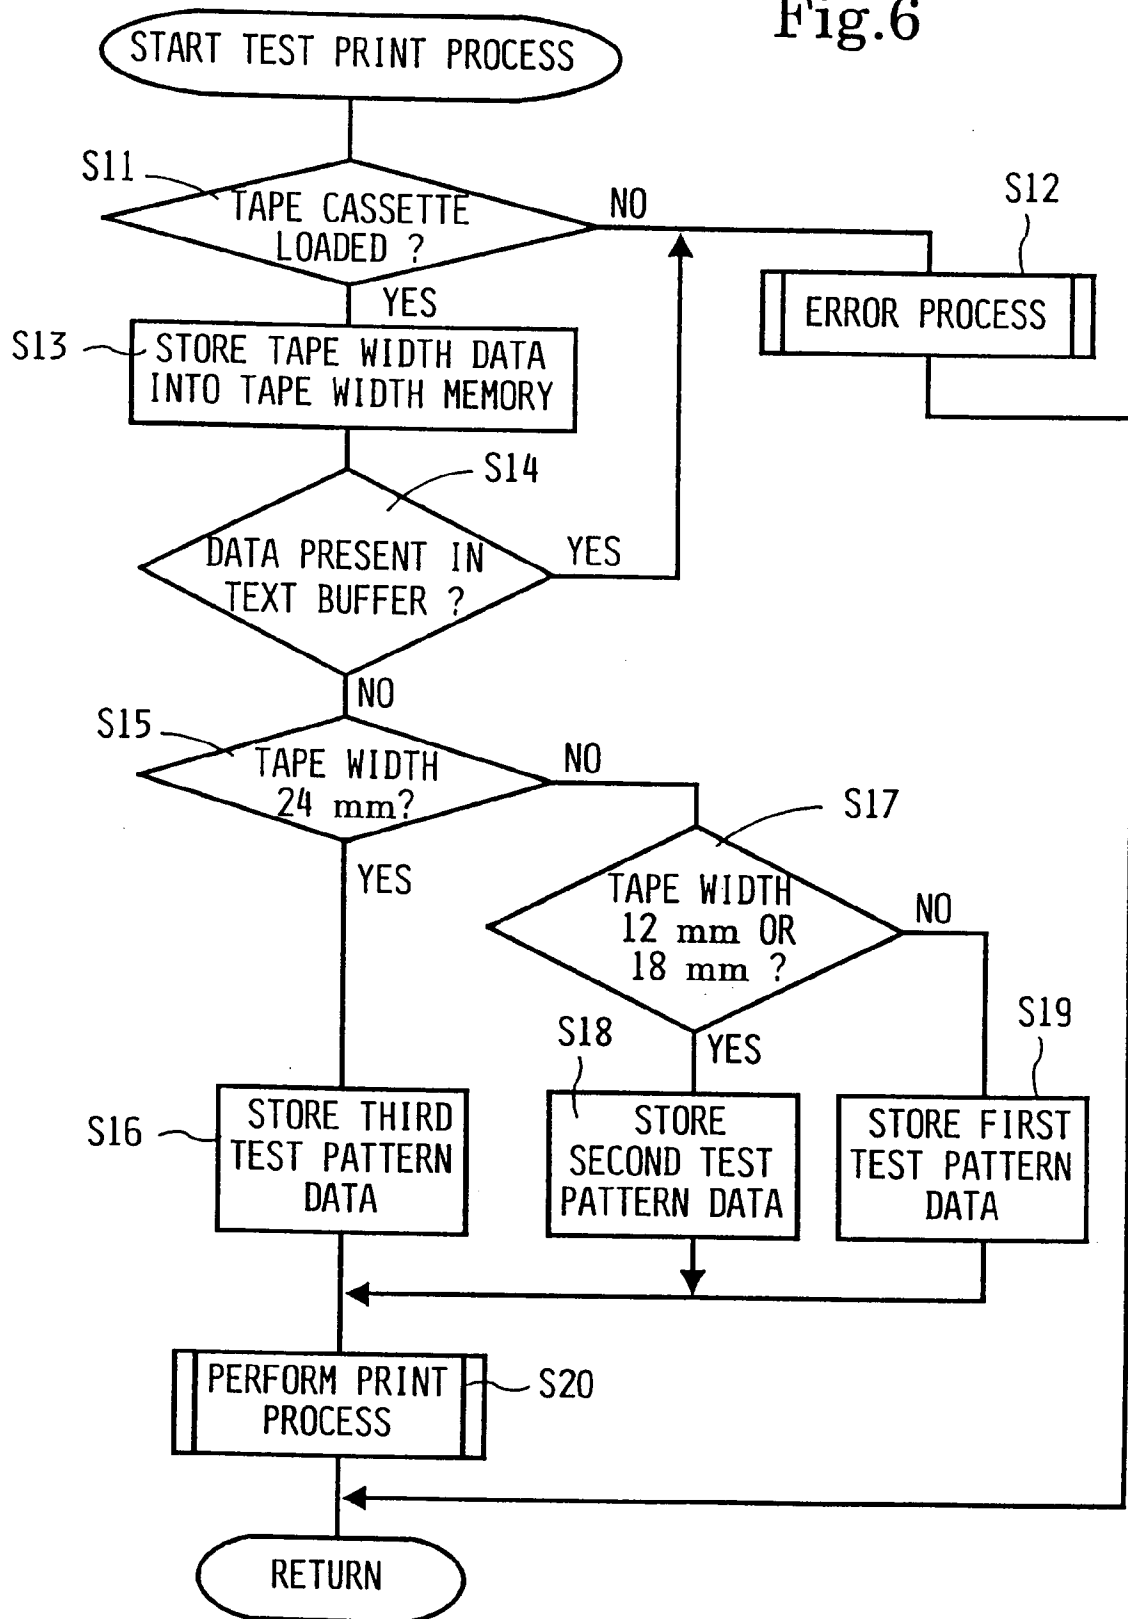 Fig.6
START TEST PRINT PROCESS
S11
TAPE CASSETTE
LOADED ?
NO
S12
ERROR PROCESS
YES
S13
STORE TAPE WIDTH DATA
INTO TAPE WIDTH MEMORY
S14
DATA PRESENT IN
TEXT BUFFER ?
YES
NO
S15
TAPE WIDTH
24 mm?
NO
S17
YES
TAPE WIDTH
12 mm OR
18 mm ?
NO
S18
YES
S19
S16
STORE THIRD
TEST PATTERN
DATA
STORE
SECOND TEST
PATTERN DATA
STORE FIRST
TEST PATTERN
DATA
PERFORM PRINT
PROCESS
S20
RETURN